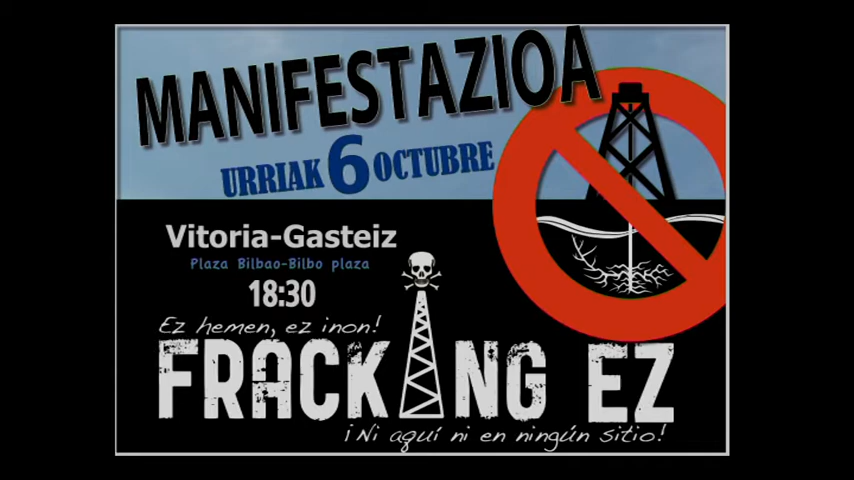 MANIFESTAZIOA
URRIAK 6 OCTUBRE
Vitoria-Gasteiz
Plaza Bilbao-Bilbo plaza
18:30
Ez hemen, ez inon!
FRACKING EZ
¡Ni aquí ni en ningún sitio!